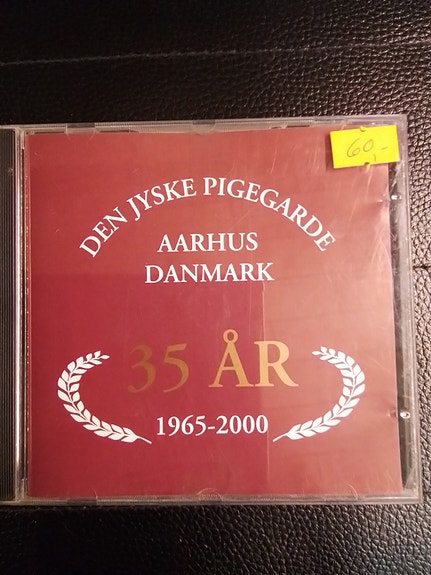 60,-
DEN JYSKE PIGEGARDE
AARHUS
DANMARK
35 ÅR
1965-2000